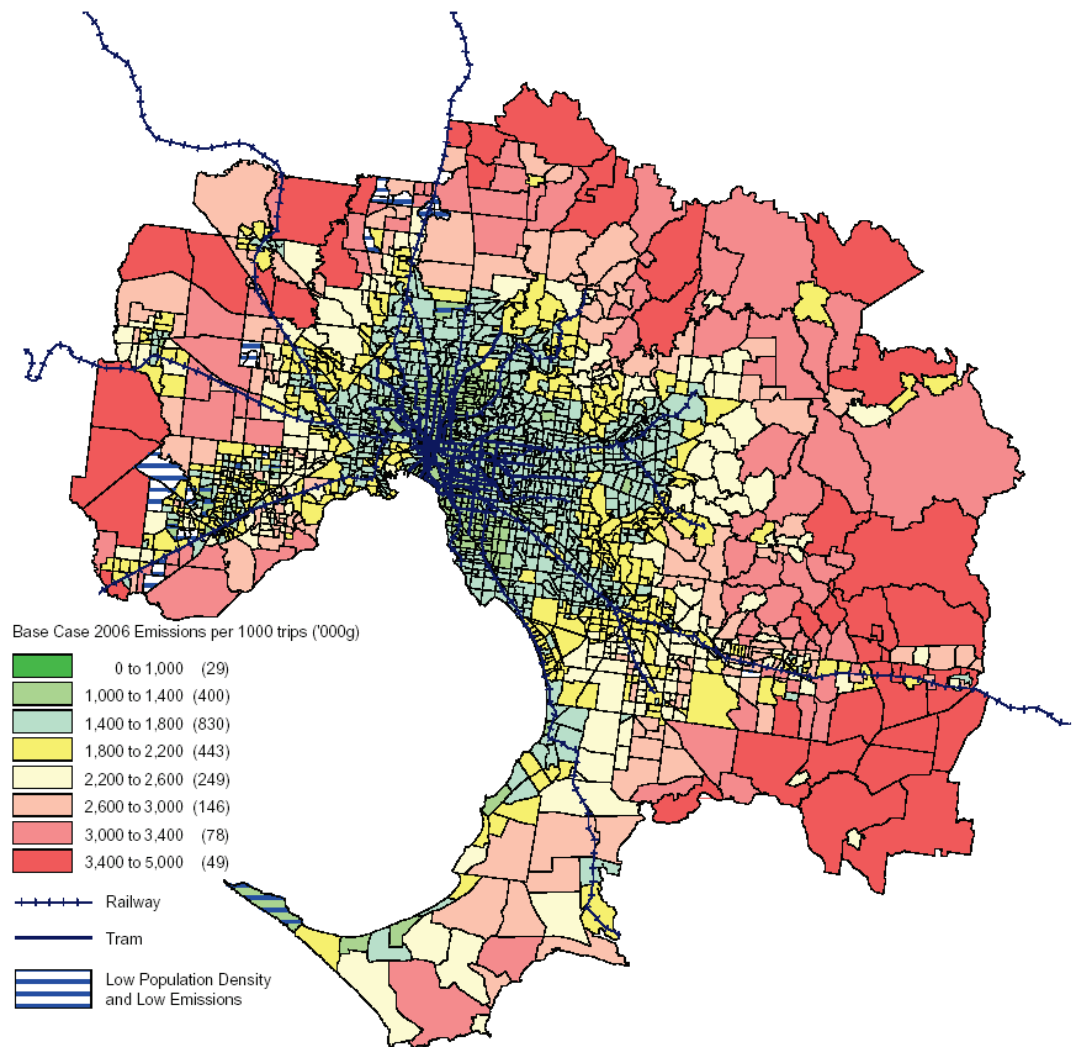 Base Case 2006 Emissions per 1000 trips ('000g)
0 to 1,000 (29)
1,000 to 1,400 (400)
1,400 to 1,800 (830)
1,800 to 2,200 (443)
2,200 to 2,600 (249)
2,600 to 3,000 (146)
3,000 to 3,400 (78)
3,400 to 5,000 (49)
Railway
Tram
Low Population Density
and Low Emissions